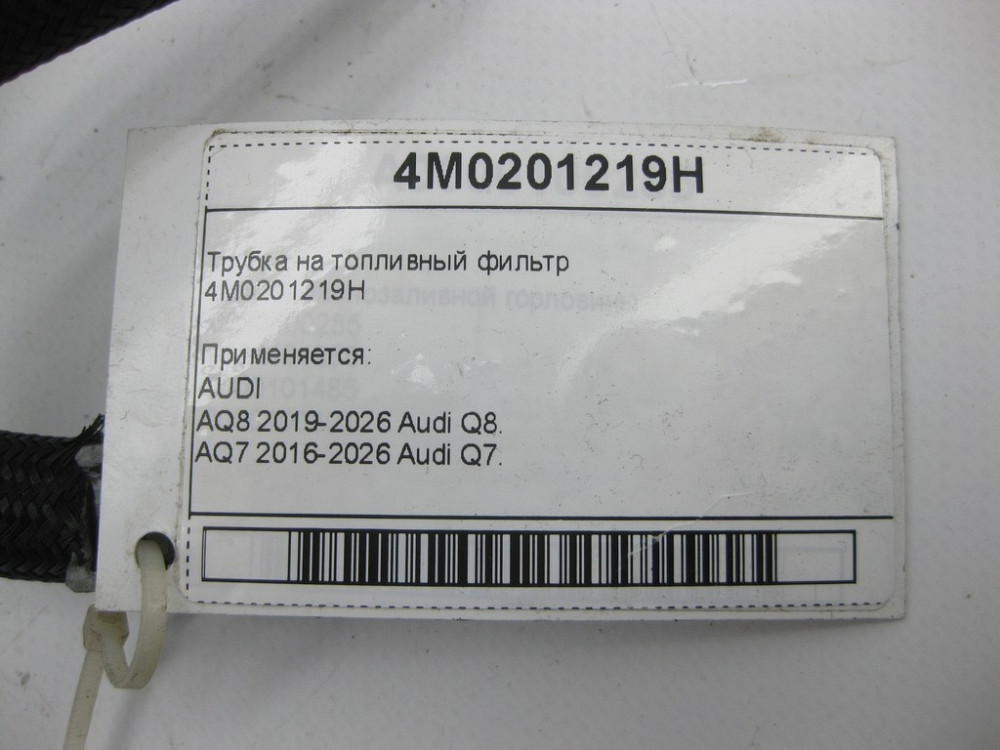 4M0201219H
Трубка на топливный фильтр
4M0201219H
Применяется:
AUDI
AQ8 2019-2026 Audi Q8.
AQ7 2016-2026 Audi Q7.